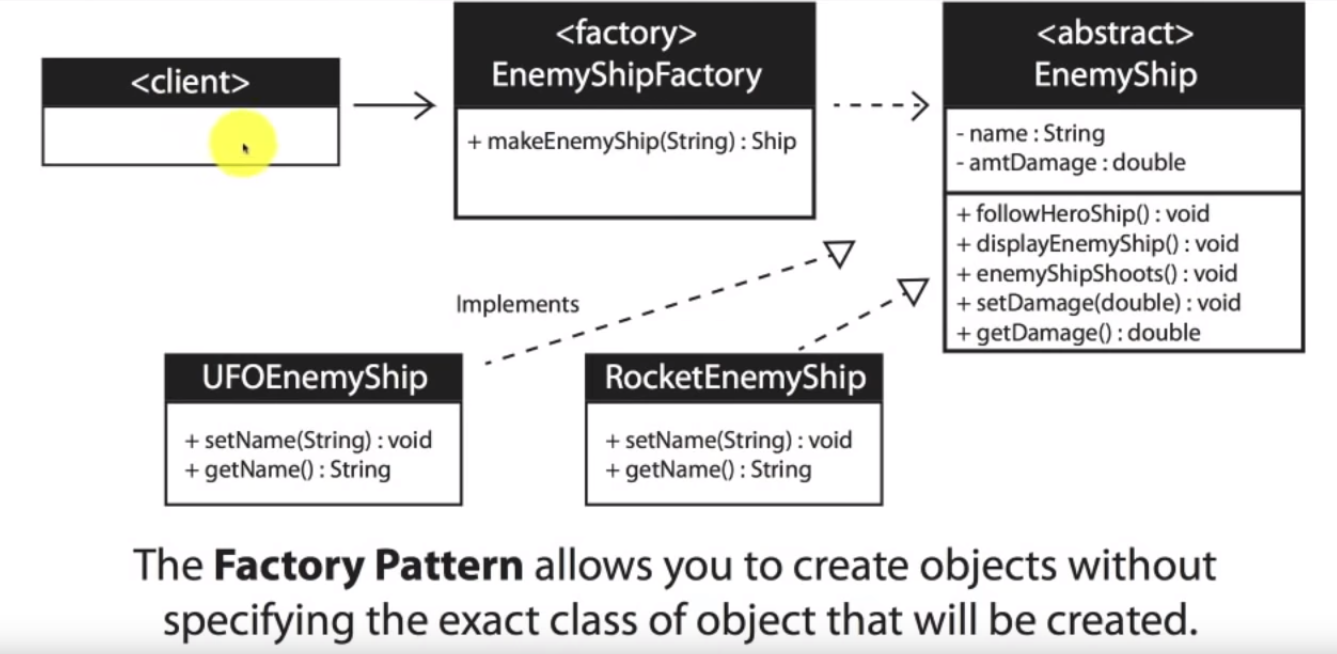 <client>
<factory>
EnemyShipFactory
+ makeEnemyShip(String) : Ship
<abstract>
EnemyShip
- name : String
- amtDamage : double
+ followHeroShip() : void
+ displayEnemyShip() : void
+ enemyShipShoots() : void
+ setDamage(double) : void
+ getDamage() : double
Implements
UFOEnemyShip
+ setName(String) : void
+ getName() : String
RocketEnemyShip
+ setName(String) : void
+ getName() : String
The Factory Pattern allows you to create objects without
specifying the exact class of object that will be created.